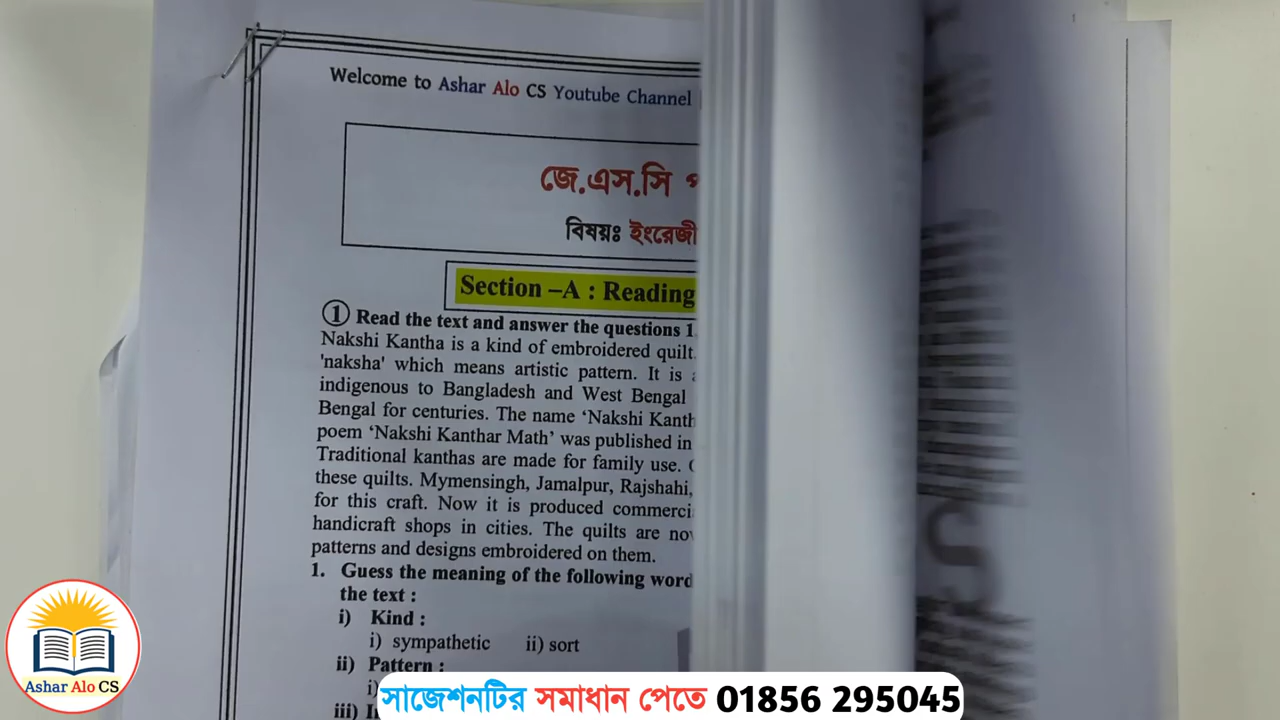 Welcome to Ashar Alo CS Youtube Channel
জে.এস.সি
বিষয়ঃ ইংরেজী
Section –A : Reading
① Read the text and answer the questions 1.
Nakshi Kantha is a kind of embroidered quilt.
'naksha' which means artistic pattern. It is
indigenous to Bangladesh and West Bengal
Bengal for centuries. The name ‘Nakshi Kanth
poem ‘Nakshi Kanthar Math’ was published in
Traditional kanthas are made for family use.
these quilts. Mymensingh, Jamalpur, Rajshahi,
for this craft. Now it is produced commerci
handicraft shops in cities. The quilts are no
patterns and designs embroidered on them.
1. Guess the meaning of the following word
the text :
i) Kind :
i) sympathetic ii) sort
ii) Pattern :
i)
iii)
Ashar Alo CS
সাজেশনটির সমাধান পেতে 01856 295045